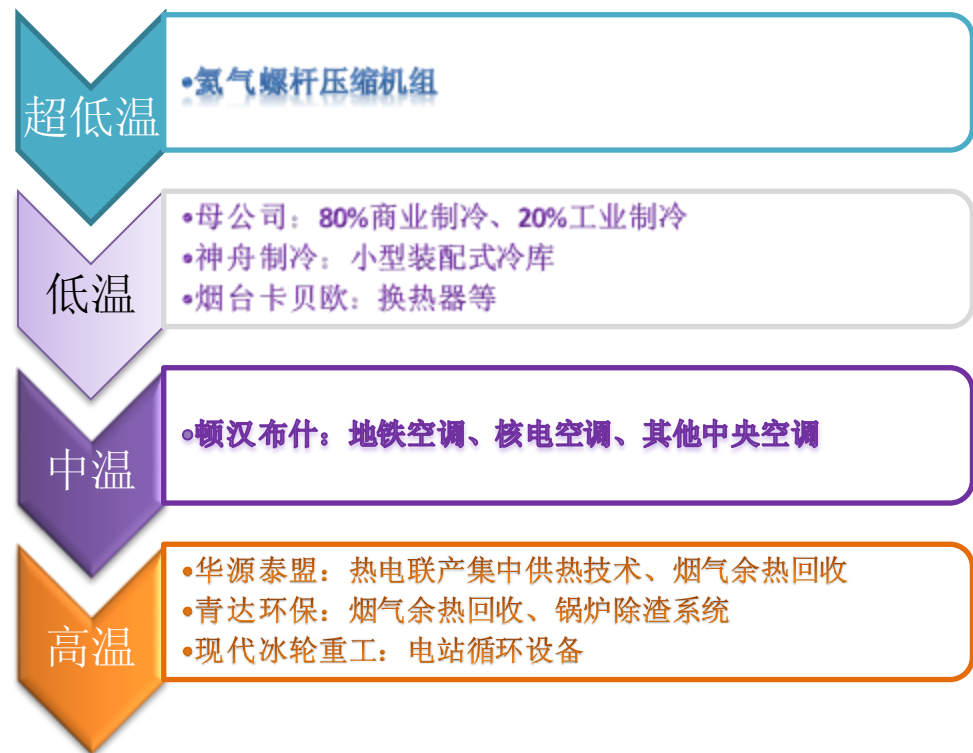 超低温
•氦气螺杆压缩机组
低温
•母公司：80%商业制冷、20%工业制冷
•神舟制冷：小型装配式冷库
•烟台卡贝欧：换热器等
中温
•顿汉布什：地铁空调、核电空调、其他中央空调
高温
•华源泰盟：热电联产集中供热技术、烟气余热回收
•青达环保：烟气余热回收、锅炉除渣系统
•现代冰轮重工：电站循环设备